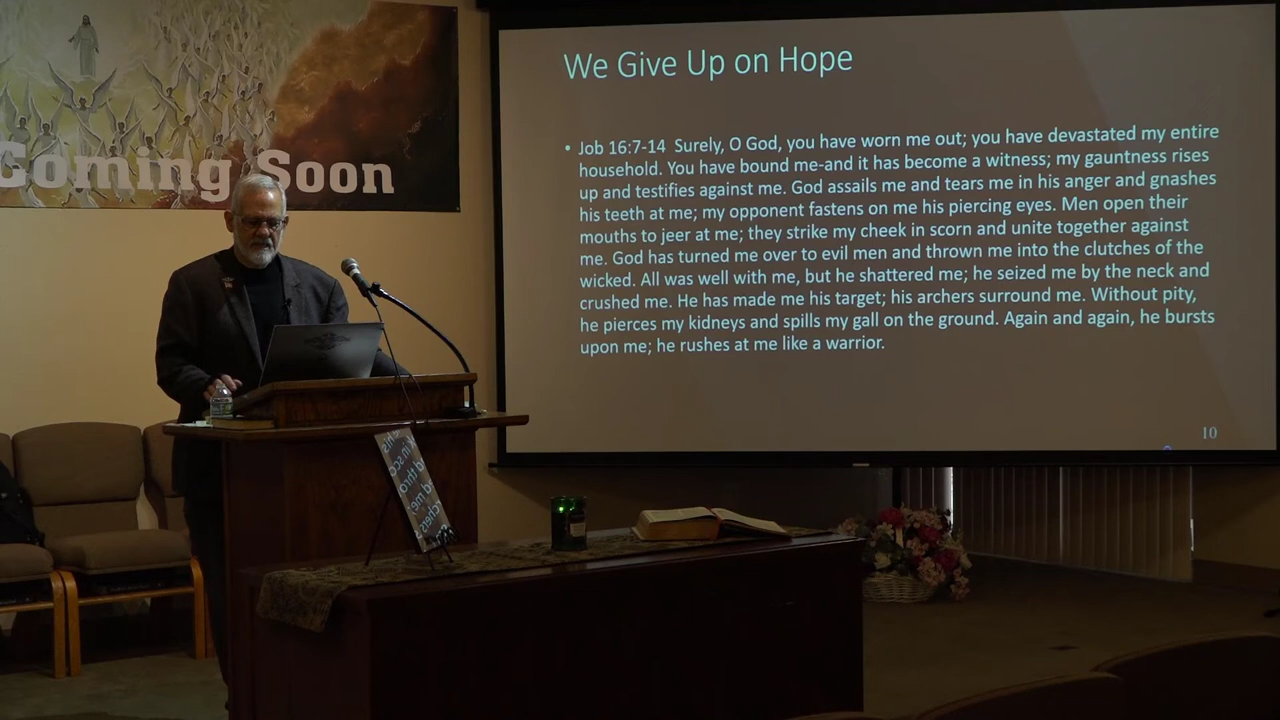 Coming Soon
We Give Up on Hope
• Job 16:7-14 Surely, O God, you have worn me out; you have devastated my entire
household. You have bound me-and it has become a witness; my gauntness rises
up and testifies against me. God assails me and tears me in his anger and gnashes
his teeth at me; my opponent fastens on me his piercing eyes. Men open their
mouths to jeer at me; they strike my cheek in scorn and unite together against
me. God has turned me over to evil men and thrown me into the clutches of the
wicked. All was well with me, but he shattered me; he seized me by the neck and
crushed me. He has made me his target; his archers surround me. Without pity,
he pierces my kidneys and spills my gall on the ground. Again and again, he bursts
upon me; he rushes at me like a warrior.
10